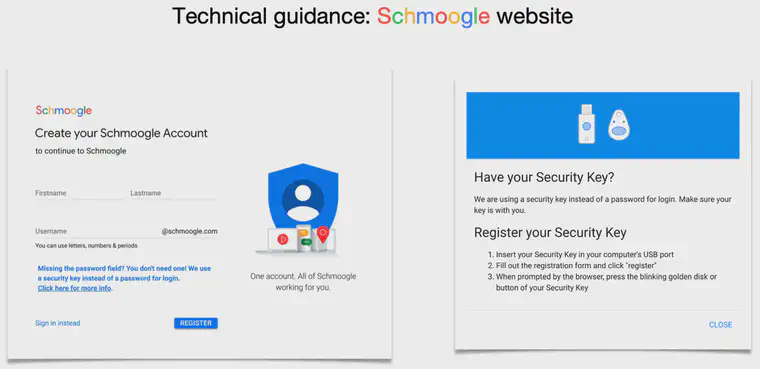 Technical guidance: Schmoogle website
Schmoogle
Create your Schmoogle Account
to continue to Schmoogle
Firstname Lastname
Username @schmoogle.com
You can use letters, numbers & periods
Missing the password field? You don't need one! We use
a security key instead of a password for login.
Click here for more info.
Sign in instead REGISTER
One account. All of Schmoogle
working for you.
Have your Security Key?
We are using a security key instead of a password for login. Make sure your
key is with you.
Register your Security Key
1. Insert your Security Key in your computer's USB port
2. Fill out the registration form and click "register"
3. When prompted by the browser, press the blinking golden disk or
button of your Security Key
CLOSE